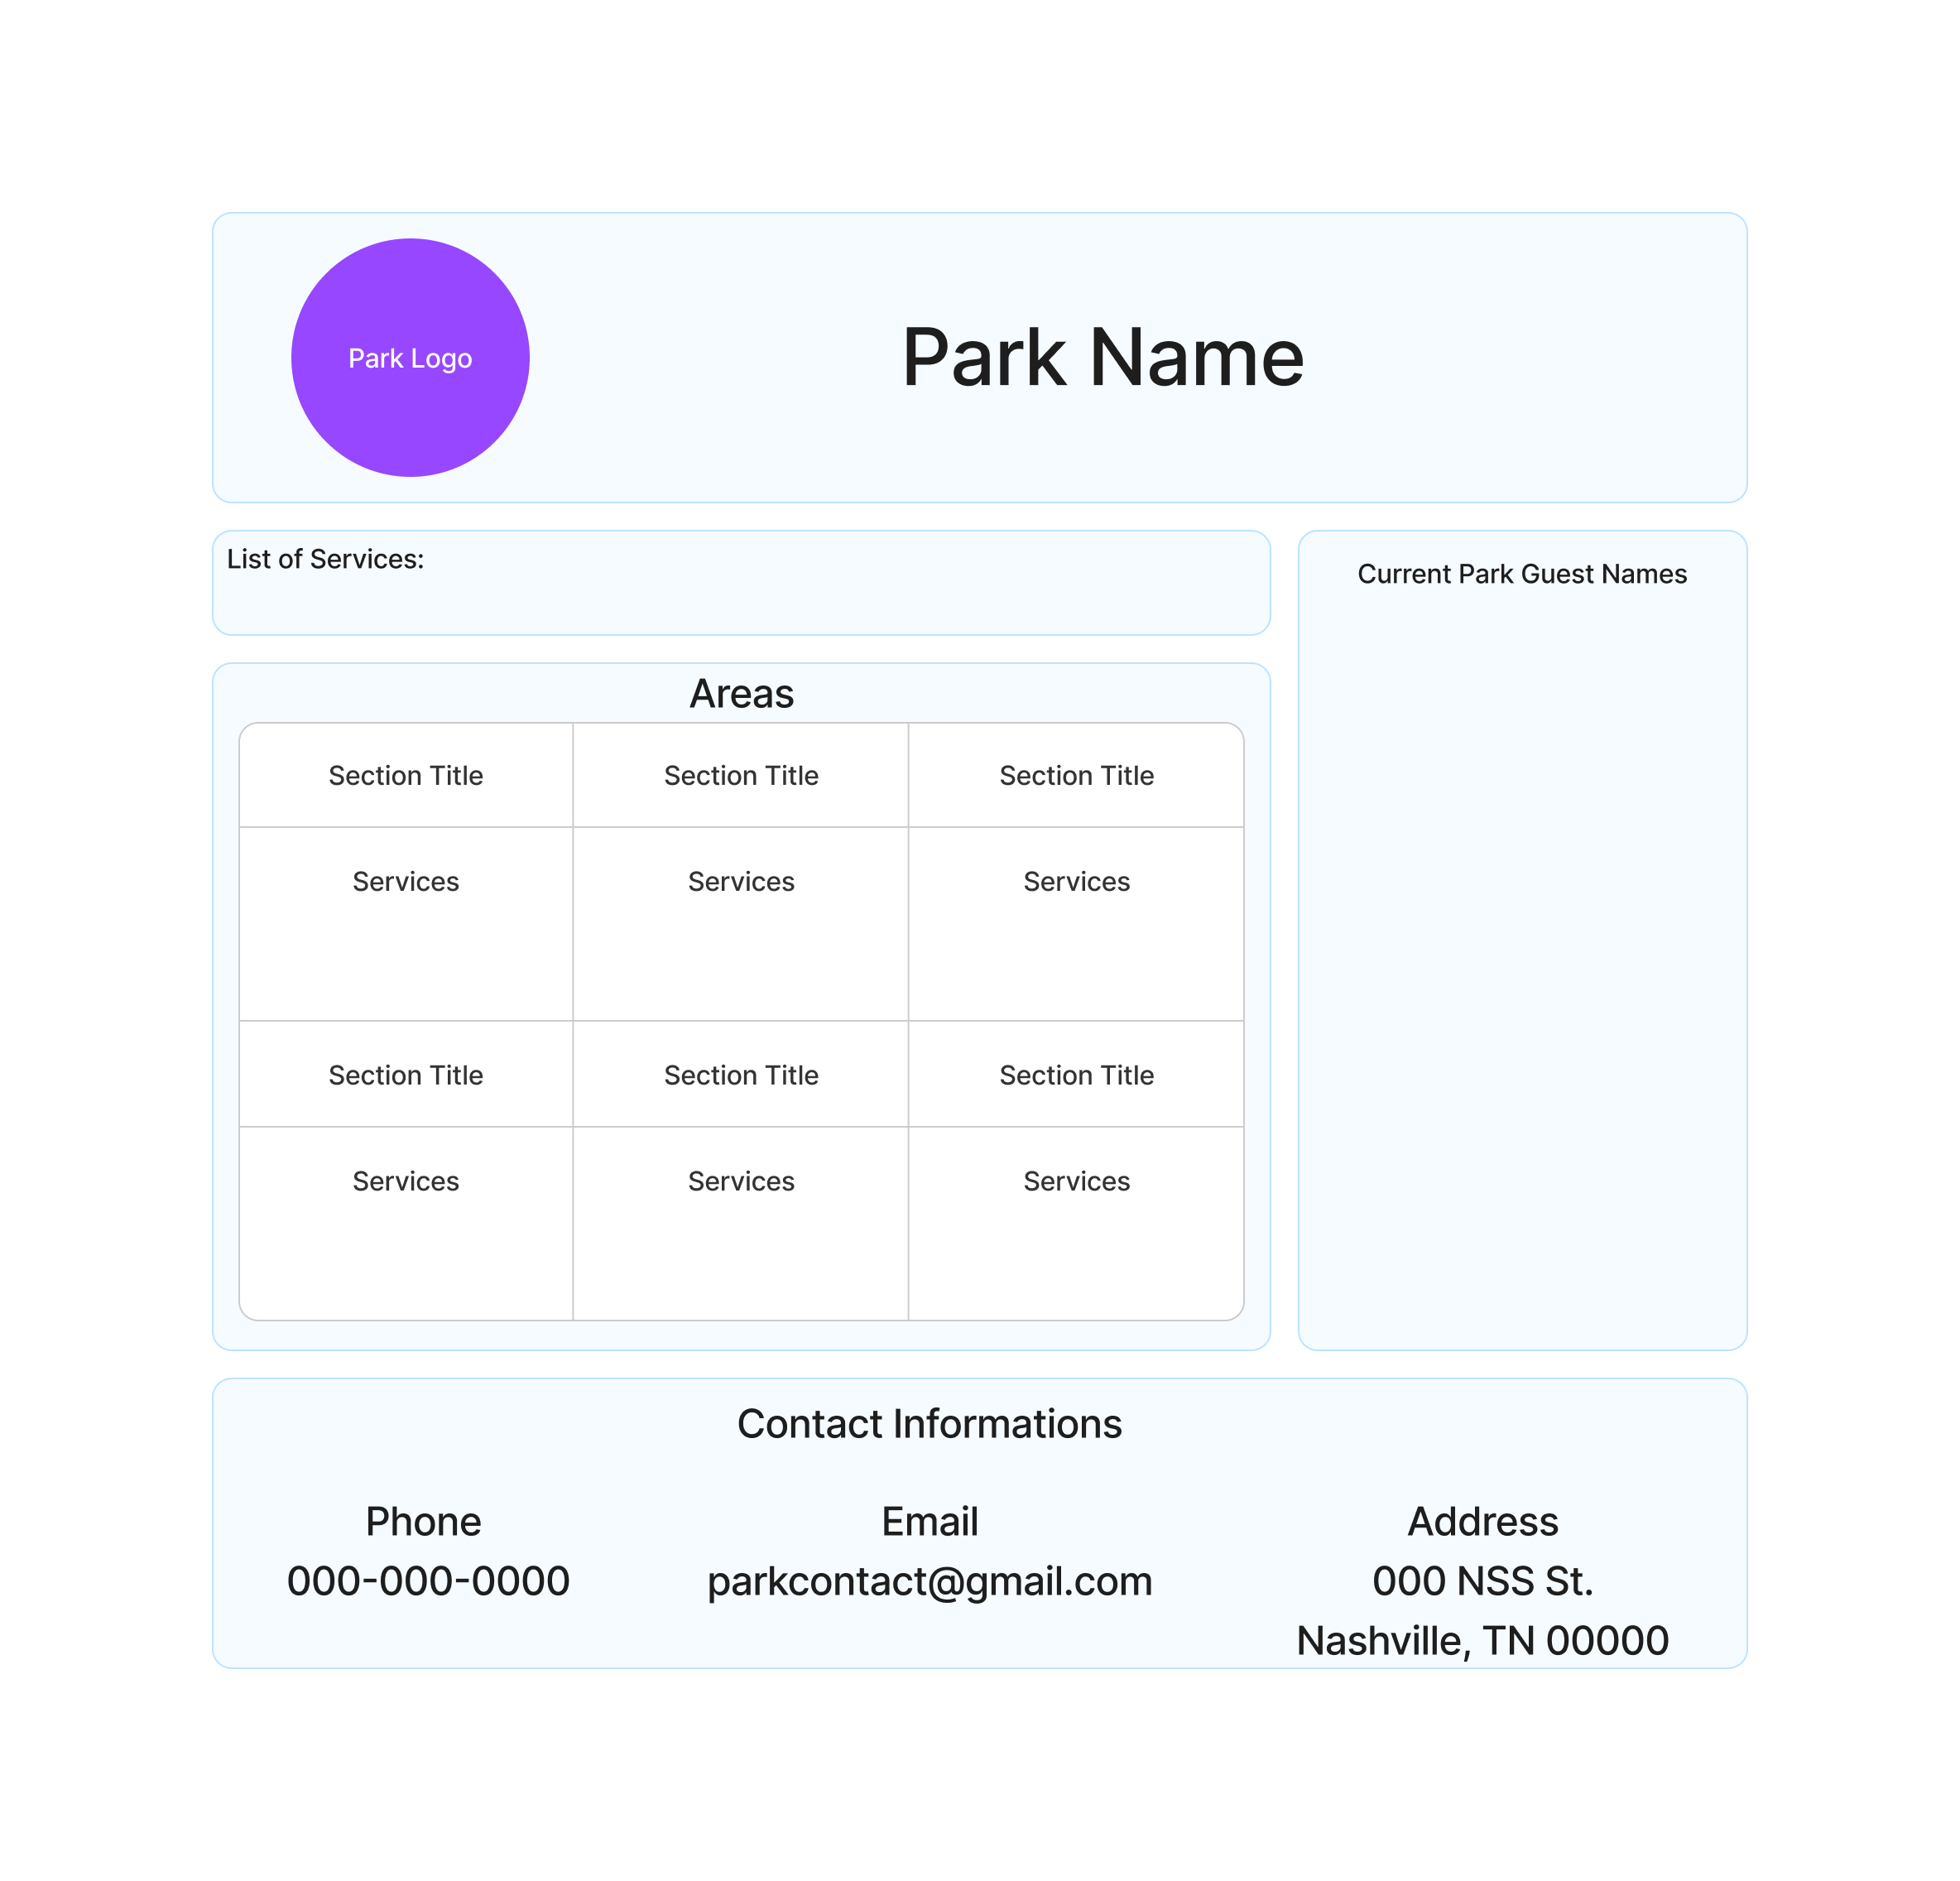 Park Logo
Park Name
List of Services:
Current Park Guest Names
Areas
Section Title
Section Title
Section Title
Services
Services
Services
Section Title
Section Title
Section Title
Services
Services
Services
Contact Informations
Phone
000-000-0000
Email
parkcontact@gmail.com
Address
000 NSS St.
Nashville, TN 00000